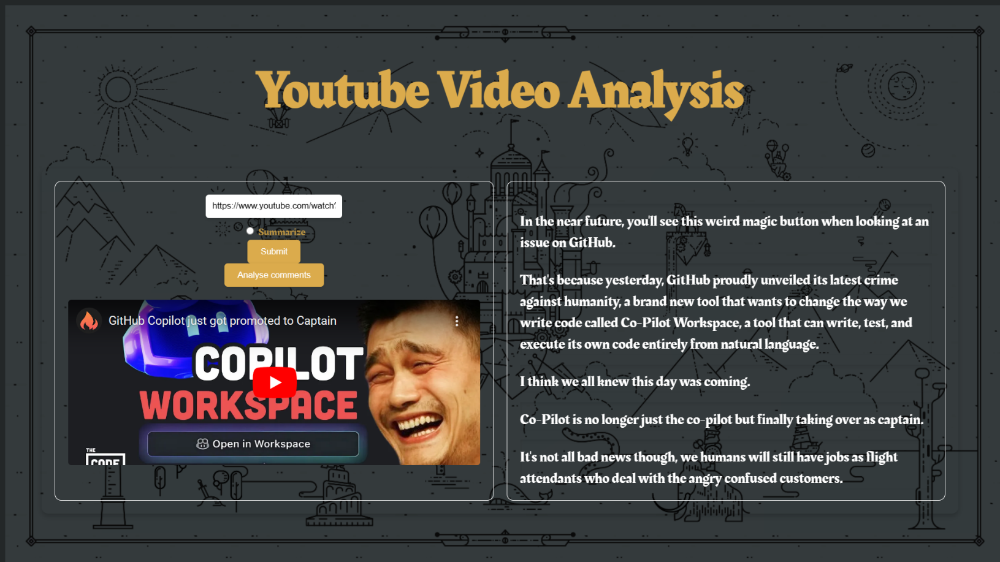 Youtube Video Analysis
https://www.youtube.com/watch?
Summarize
Submit
Analyse comments
GitHub Copilot just got promoted to Captain
COPILOT
WORKSPACE
Open in Workspace
THE
CODE
In the near future, you'll see this weird magic button when looking at an
issue on GitHub.
That's because yesterday, GitHub proudly unveiled its latest crime
against humanity, a brand new tool that wants to change the way we
write code called Co-Pilot Workspace, a tool that can write, test, and
execute its own code entirely from natural language.
I think we all knew this day was coming.
Co-Pilot is no longer just the co-pilot but finally taking over as captain.
It's not all bad news though, we humans will still have jobs as flight
attendants who deal with the angry confused customers.